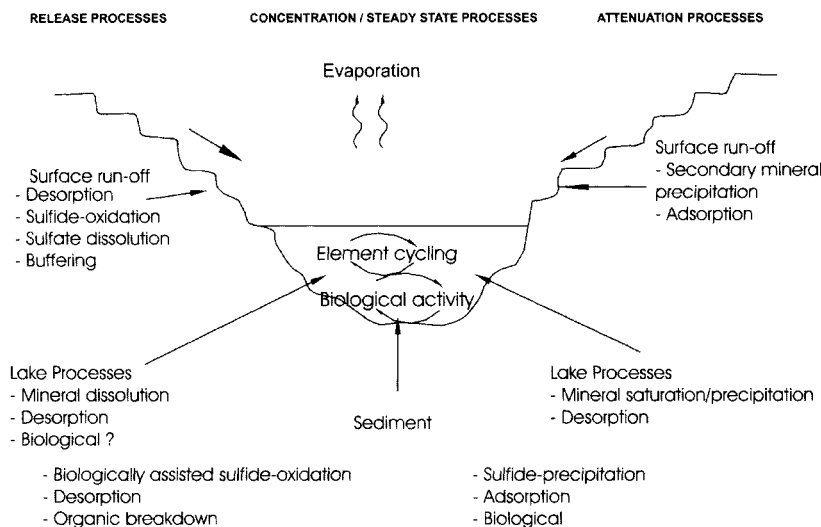 RELEASE PROCESSES
CONCENTRATION / STEADY STATE PROCESSES
ATTENUATION PROCESSES
Evaporation
Surface run-off
- Desorption
- Sulfide-oxidation
- Sulfate dissolution
- Buffering
Surface run-off
- Secondary mineral
precipitation
- Adsorption
Element cycling
Biological activity
Lake Processes
- Mineral dissolution
- Desorption
- Biological ?
Sediment
Lake Processes
- Mineral saturation/precipitation
- Desorption
- Biologically assisted sulfide-oxidation
- Desorption
- Organic breakdown
- Sulfide-precipitation
- Adsorption
- Biological